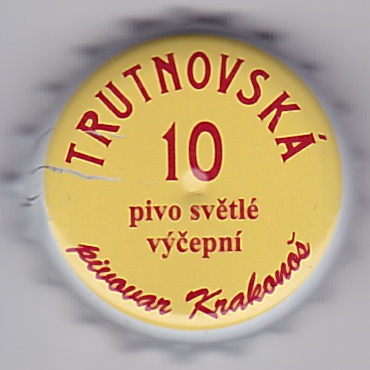 TRUTNOVSKÁ
10
pivo světlé
výčepní
pivovar Krakonoš